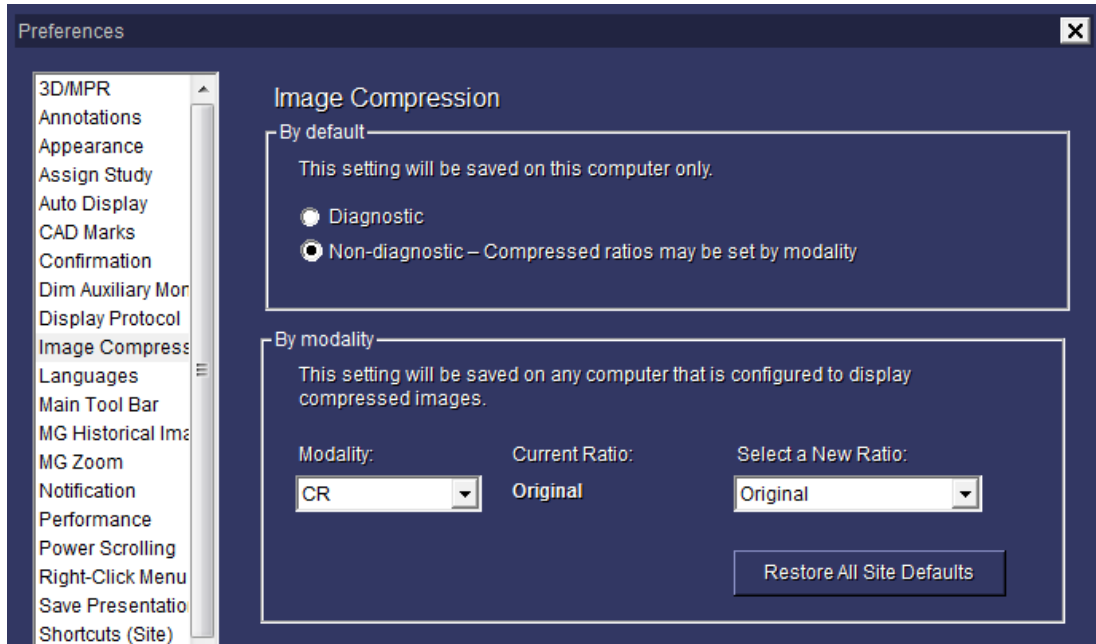 Preferences
3D/MPR
Annotations
Appearance
Assign Study
Auto Display
CAD Marks
Confirmation
Dim Auxiliary Mon
Display Protocol
Image Compress
Languages
Main Tool Bar
MG Historical Ima
MG Zoom
Notification
Performance
Power Scrolling
Right-Click Menu
Save Presentatio
Shortcuts (Site)
Image Compression
By default
This setting will be saved on this computer only.
Diagnostic
Non-diagnostic – Compressed ratios may be set by modality
By modality
This setting will be saved on any computer that is configured to display
compressed images.
Modality: Current Ratio: Select a New Ratio:
CR Original Original
Restore All Site Defaults